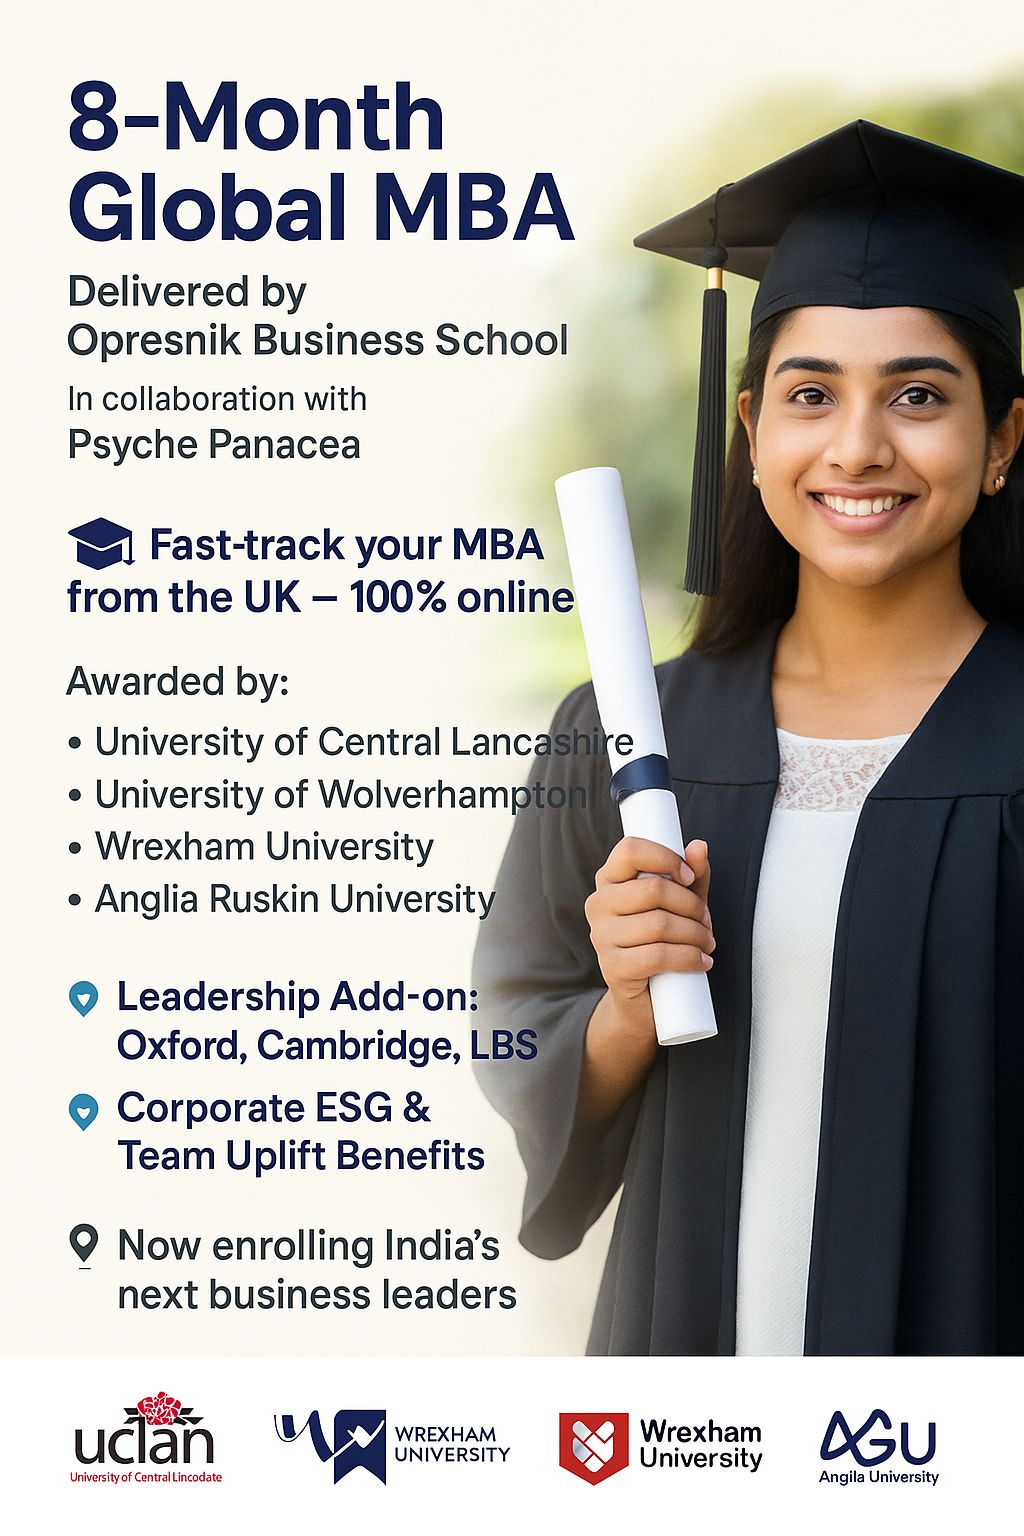 8-Month
Global MBA
Delivered by
Opresnik Business School
In collaboration with
Psyche Panacea
Fast-track your MBA
from the UK – 100% online
Awarded by:
• University of Central Lancashire
• University of Wolverhampton
• Wrexham University
• Anglia Ruskin University
Leadership Add-on:
Oxford, Cambridge, LBS
Corporate ESG &
Team Uplift Benefits
Now enrolling India's
next business leaders
uclan
University of Central Lincodate
WREXHAM
UNIVERSITY
Wrexham
University
AGU
Angila University